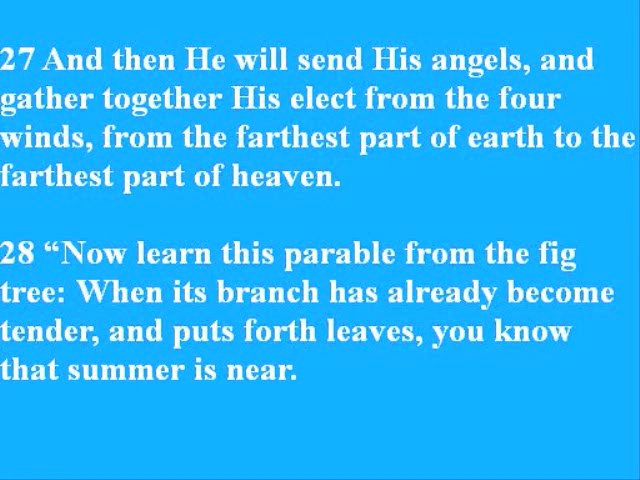 27 And then He will send His angels, and
gather together His elect from the four
winds, from the farthest part of earth to the
farthest part of heaven.
28 “Now learn this parable from the fig
tree: When its branch has already become
tender, and puts forth leaves, you know
that summer is near.